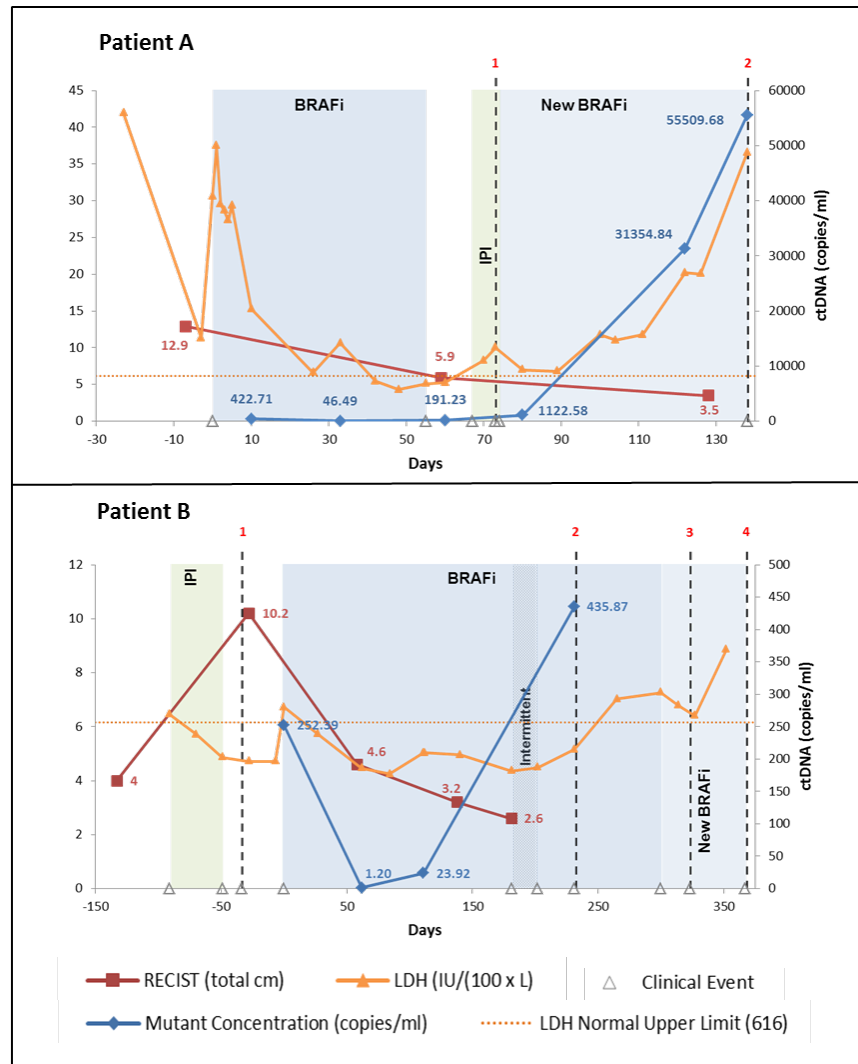 Patient A
1 2
45 60000
BRAFi New BRAFi
55509.68
40 50000
35
31354.84
30 40000
25 30000
20
IPI
15 20000
12.9
10 5.9 10000
422.71 46.49 191.23
5 1122.58 3.5
0 0
-30 -10 10 30 50 70 90 110 130
Days
ctDNA (copies/ml)
Patient B
1 2 3 4
12 500
IPI BRAFi
450
10 10.2 435.87 400
350
8 300
6 252.39 250
Intermittent
4.6 200
4 4 3.2 150
2.6 New BRAFi
2 100
1.20 23.92 50
0 0
-150 -50 50 150 250 350
Days
ctDNA (copies/ml)
RECIST (total cm) LDH (IU/(100 x L) Clinical Event
Mutant Concentration (copies/ml) LDH Normal Upper Limit (616)